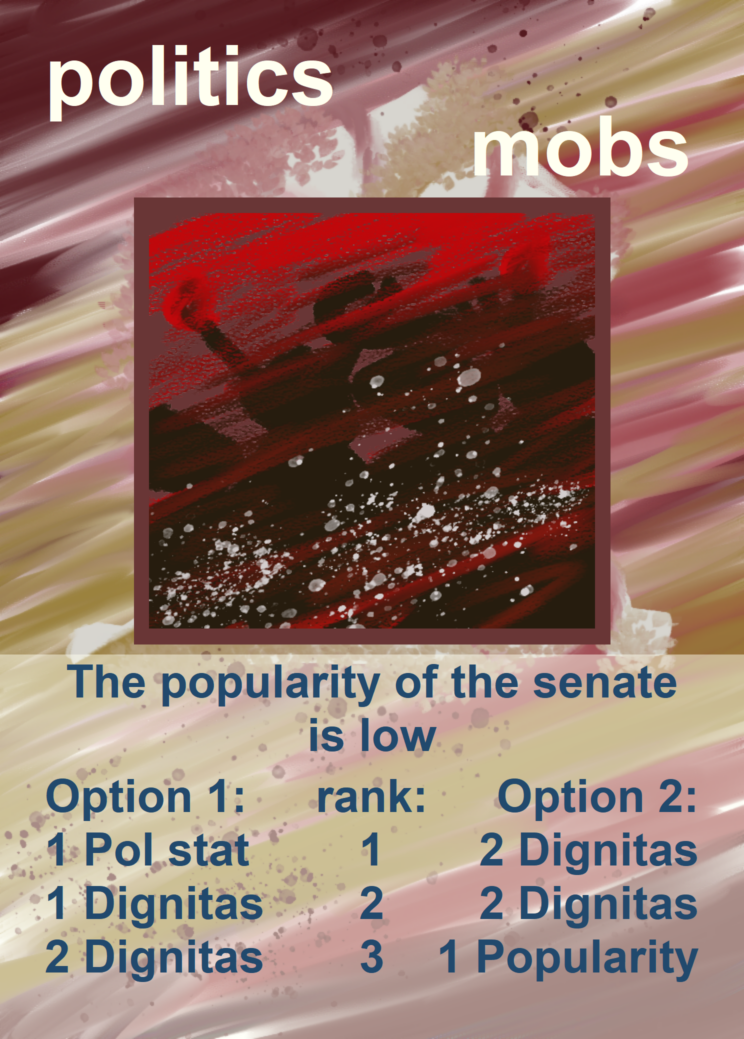 politics
mobs
The popularity of the senate
is low
Option 1: rank: Option 2:
1 Pol stat 1 2 Dignitas
1 Dignitas 2 2 Dignitas
2 Dignitas 3 1 Popularity